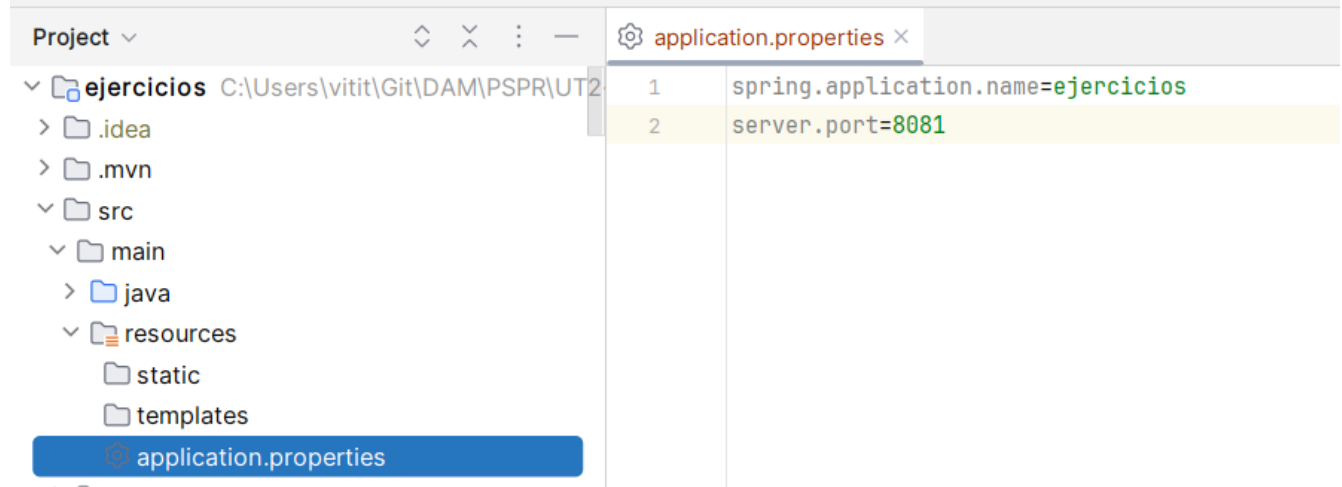 Project
ejercicios C:\Users\vitit\Git\DAM\PSPR\UT2
.idea
.mvn
src
main
java
resources
static
templates
application.properties
application.properties
1 spring.application.name=ejercicios
2 server.port=8081